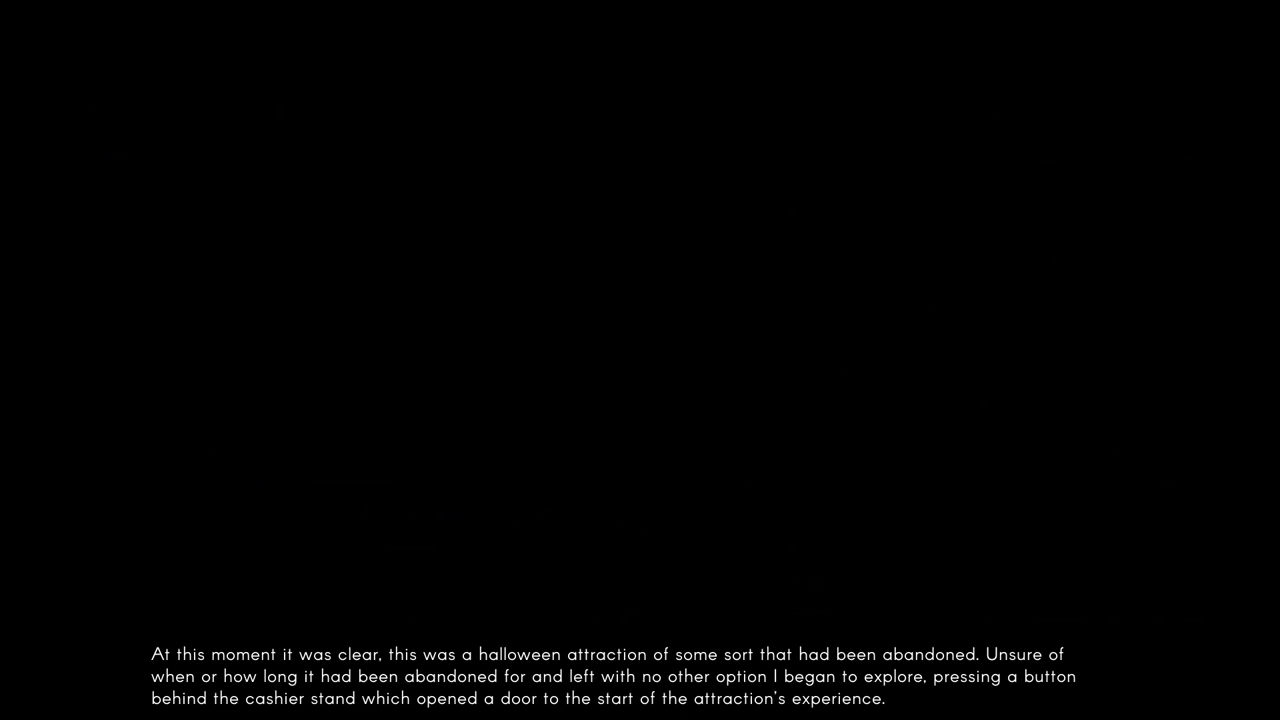 At this moment it was clear, this was a halloween attraction of some sort that had been abandoned. Unsure of
when or how long it had been abandoned for and left with no other option I began to explore, pressing a button
behind the cashier stand which opened a door to the start of the attraction's experience.